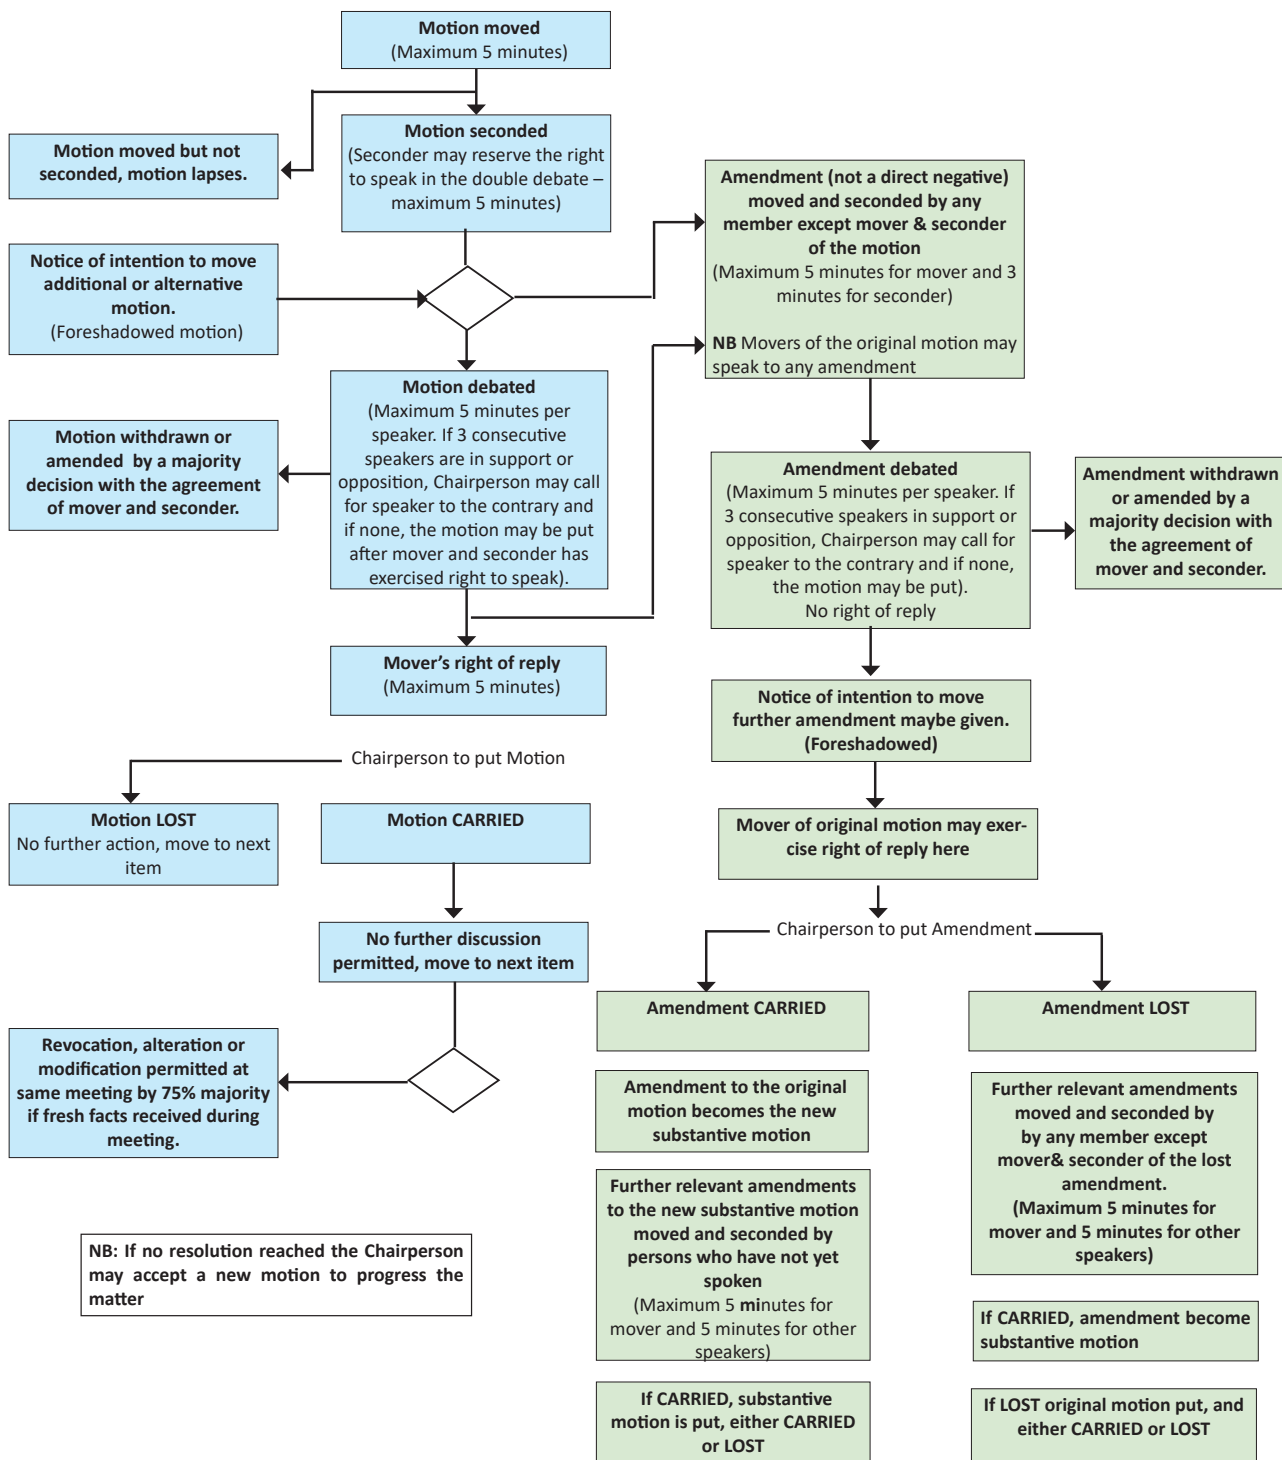 Motion moved
(Maximum 5 minutes)
Motion moved but not
seconded, motion lapses.
Motion seconded
(Seconder may reserve the right
to speak in the double debate –
maximum 5 minutes)
Notice of intention to move
additional or alternative
motion.
(Foreshadowed motion)
Amendment (not a direct negative)
moved and seconded by any
member except mover & seconder
of the motion
(Maximum 5 minutes for mover and 3
minutes for seconder)
NB Movers of the original motion may
speak to any amendment
Motion debated
(Maximum 5 minutes per
speaker. If 3 consecutive
speakers are in support or
opposition, Chairperson may call
for speaker to the contrary and
if none, the motion may be put
after mover and seconder has
exercised right to speak).
Motion withdrawn or
amended by a majority
decision with the agreement
of mover and seconder.
Amendment debated
(Maximum 5 minutes per speaker. If
3 consecutive speakers in support or
opposition, Chairperson may call for
speaker to the contrary and if none,
the motion may be put).
No right of reply
Amendment withdrawn
or amended by a
majority decision with
the agreement of
mover and seconder.
Mover’s right of reply
(Maximum 5 minutes)
Notice of intention to move
further amendment maybe given.
(Foreshadowed)
Chairperson to put Motion
Motion LOST
No further action, move to next
item
Motion CARRIED
Mover of original motion may exer-
cise right of reply here
No further discussion
permitted, move to next item
Chairperson to put Amendment
Revocation, alteration or
modification permitted at
same meeting by 75% majority
if fresh facts received during
meeting.
Amendment CARRIED
Amendment LOST
Amendment to the original
motion becomes the new
substantive motion
Further relevant amendments
moved and seconded by
by any member except
mover& seconder of the lost
amendment.
(Maximum 5 minutes for
mover and 5 minutes for other
speakers)
Further relevant amendments
to the new substantive motion
moved and seconded by
persons who have not yet
spoken
(Maximum 5 minutes for
mover and 5 minutes for other
speakers)
NB: If no resolution reached the Chairperson
may accept a new motion to progress the
matter
If CARRIED, amendment become
substantive motion
If CARRIED, substantive
motion is put, either CARRIED
or LOST
If LOST original motion put, and
either CARRIED or LOST